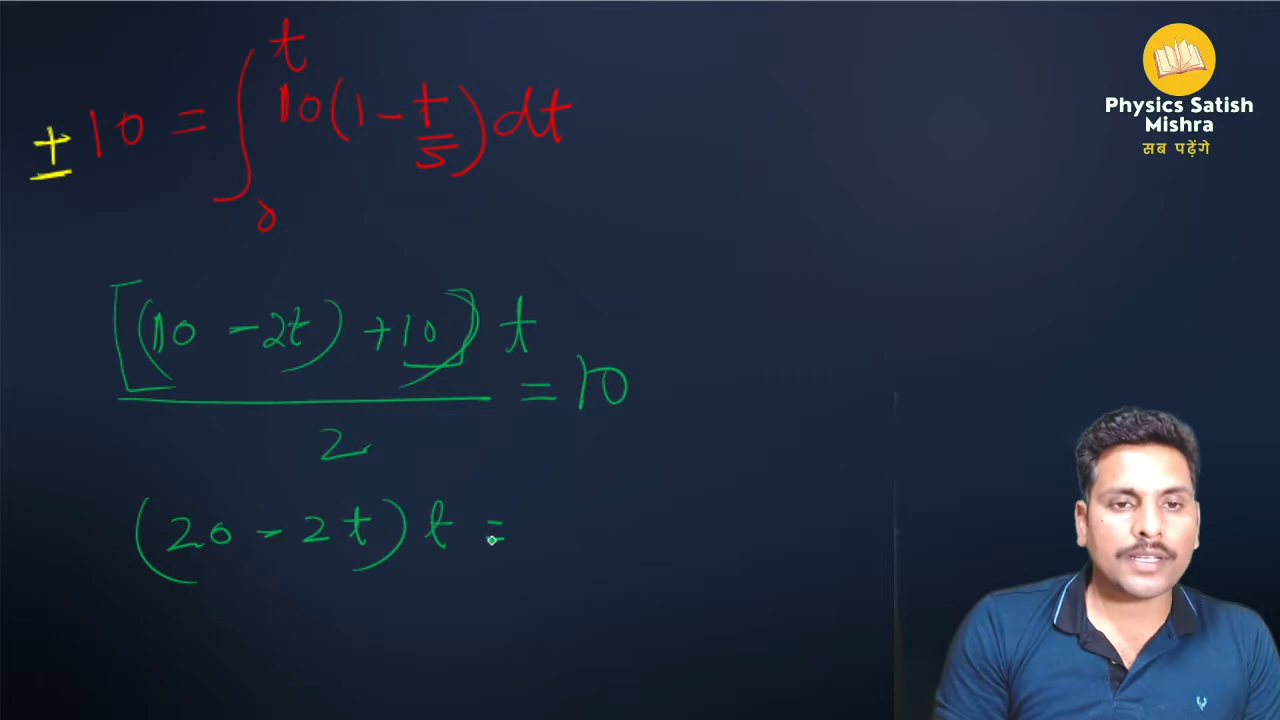 ± 10 = ∫₀ᵗ 10(1 - t/5) dt
Physics Satish
Mishra
सब पढ़ेंगे
[(10 - 2t) + 10] t / 2 = 10
(20 - 2t) t =